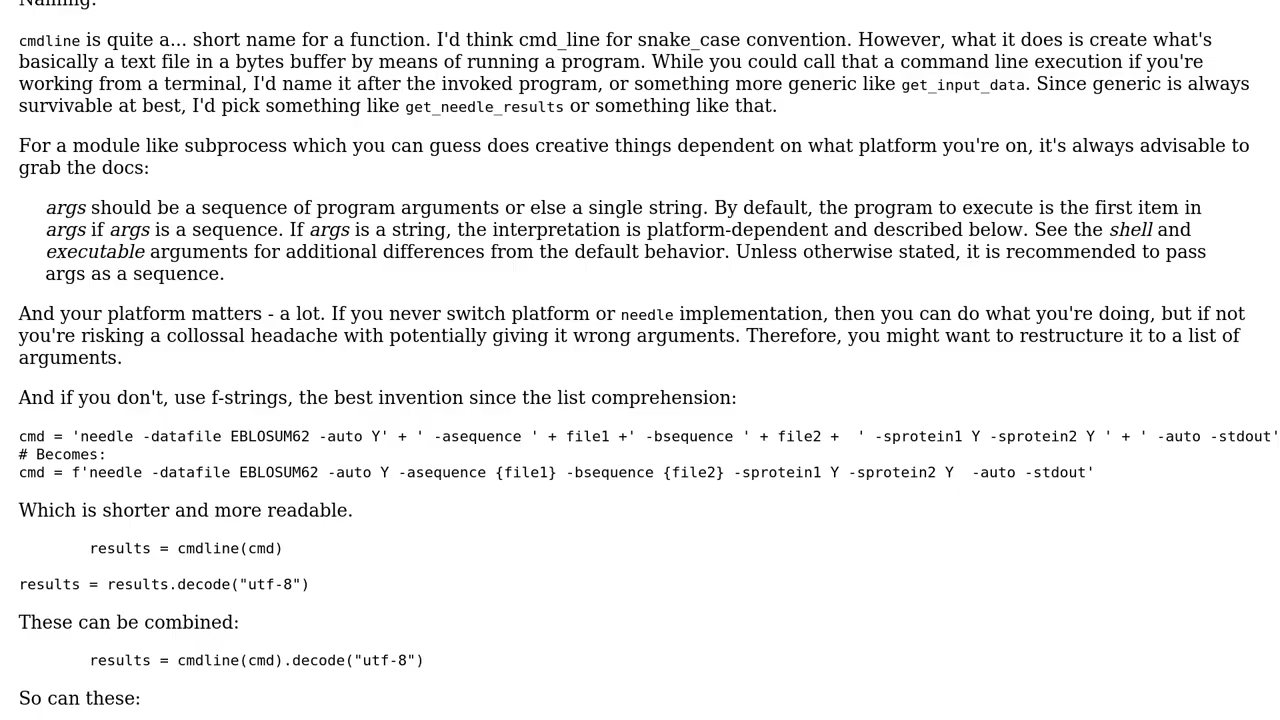 Naming:
cmdline is quite a... short name for a function. I'd think cmd_line for snake_case convention. However, what it does is create what's
basically a text file in a bytes buffer by means of running a program. While you could call that a command line execution if you're
working from a terminal, I'd name it after the invoked program, or something more generic like get_input_data. Since generic is always
survivable at best, I'd pick something like get_needle_results or something like that.
For a module like subprocess which you can guess does creative things dependent on what platform you're on, it's always advisable to
grab the docs:
args should be a sequence of program arguments or else a single string. By default, the program to execute is the first item in
args if args is a sequence. If args is a string, the interpretation is platform-dependent and described below. See the shell and
executable arguments for additional differences from the default behavior. Unless otherwise stated, it is recommended to pass
args as a sequence.
And your platform matters - a lot. If you never switch platform or needle implementation, then you can do what you're doing, but if not
you're risking a collossal headache with potentially giving it wrong arguments. Therefore, you might want to restructure it to a list of
arguments.
And if you don't, use f-strings, the best invention since the list comprehension:
cmd = 'needle -datafile EBLOSUM62 -auto Y' + ' -asequence ' + file1 +' -bsequence ' + file2 +  ' -sprotein1 Y -sprotein2 Y ' + ' -auto -stdout'
# Becomes:
cmd = f'needle -datafile EBLOSUM62 -auto Y -asequence {file1} -bsequence {file2} -sprotein1 Y -sprotein2 Y  -auto -stdout'
Which is shorter and more readable.
results = cmdline(cmd)
results = results.decode("utf-8")
These can be combined:
results = cmdline(cmd).decode("utf-8")
So can these: